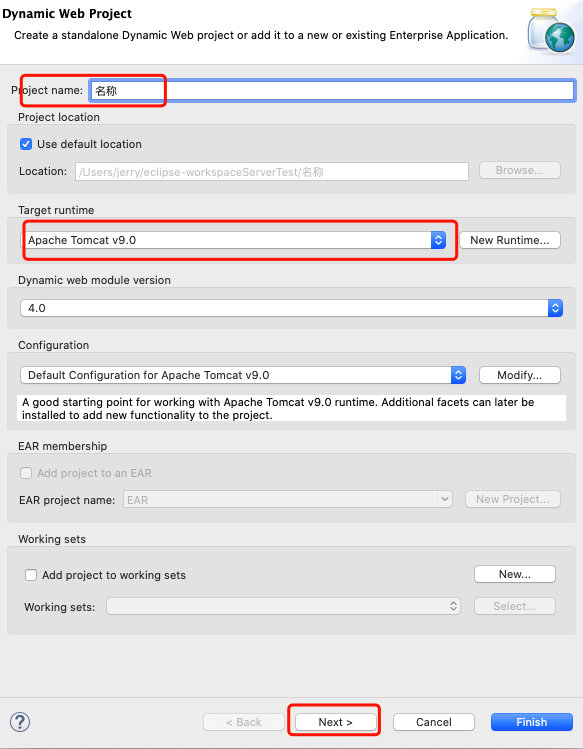 Dynamic Web Project
Create a standalone Dynamic Web project or add it to a new or existing Enterprise Application.
Project name: 名称
Project location
Use default location
Location: /Users/jerry/eclipse-workspaceServerTest/名称 Browse...
Target runtime
Apache Tomcat v9.0 New Runtime...
Dynamic web module version
4.0
Configuration
Default Configuration for Apache Tomcat v9.0 Modify...
A good starting point for working with Apache Tomcat v9.0 runtime. Additional facets can later be
installed to add new functionality to the project.
EAR membership
Add project to an EAR
EAR project name: EAR New Project...
Working sets
Add project to working sets New...
Working sets: Select...
? < Back Next > Cancel Finish